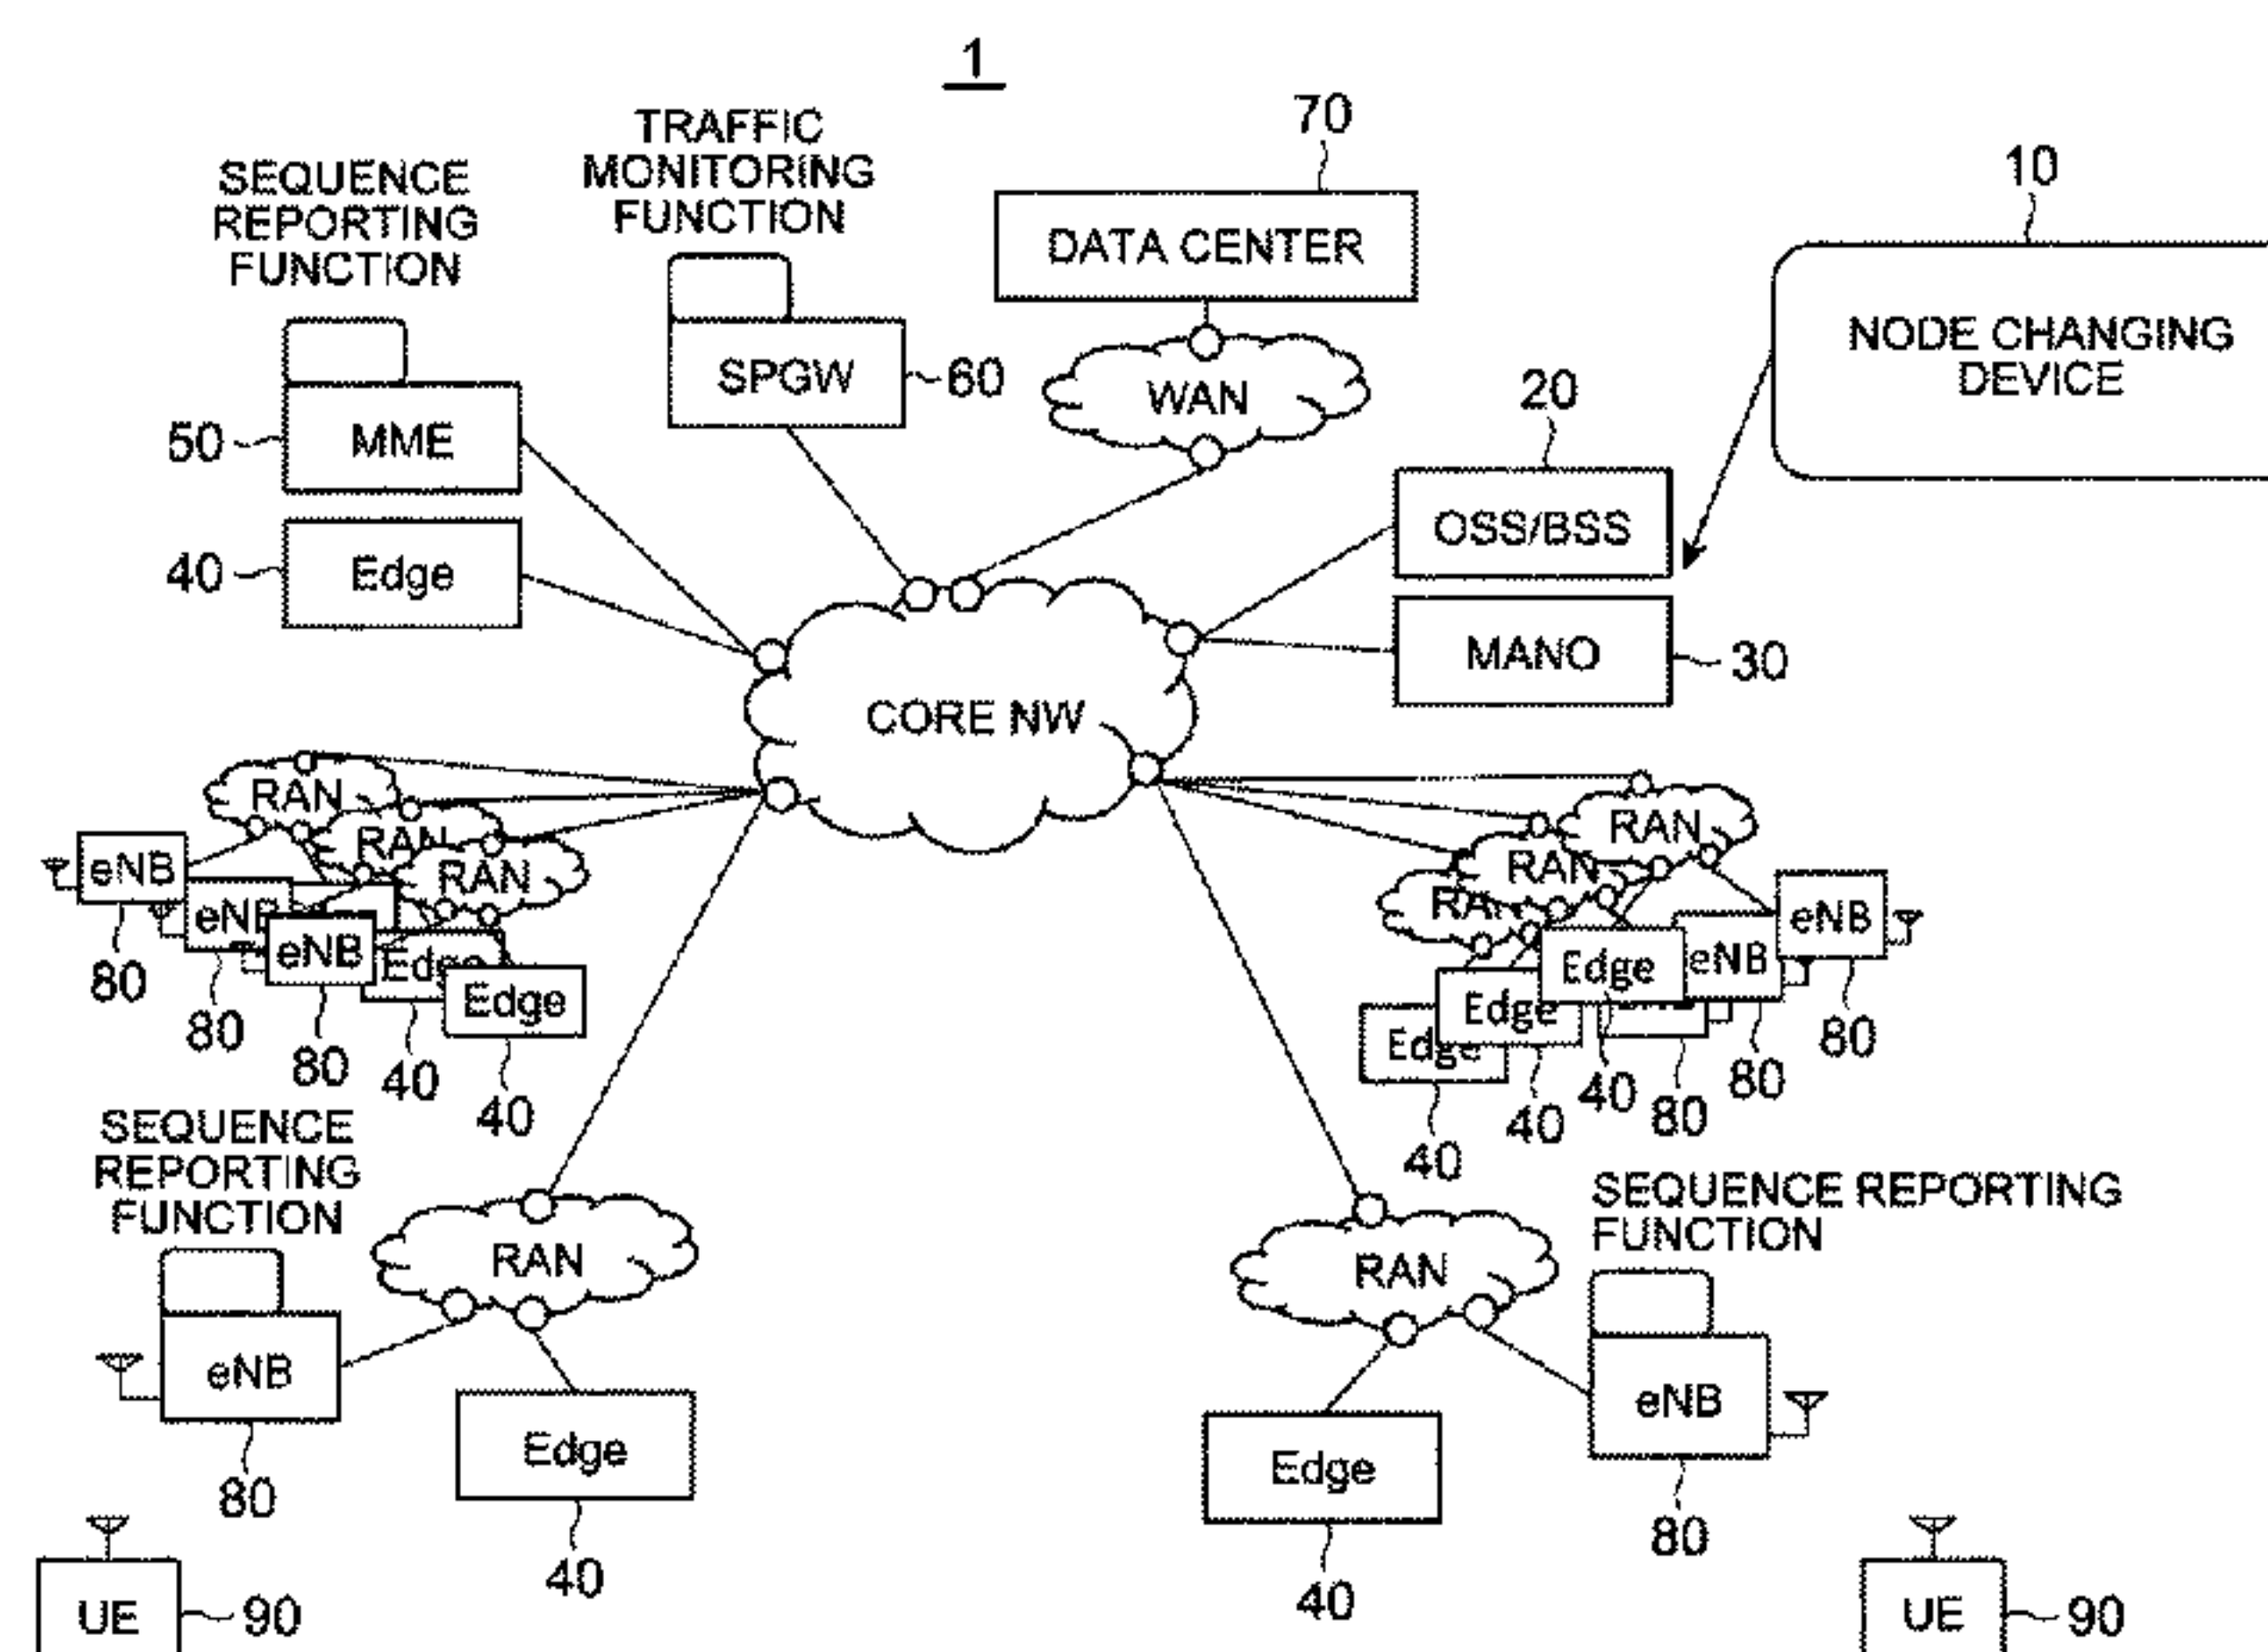 1
TRAFFIC
MONITORING
FUNCTION
SEQUENCE
REPORTING
FUNCTION
70
10
DATA CENTER
NODE CHANGING
DEVICE
SPGW
60
WAN
20
50
MME
OSS/BSS
40
Edge
MANO
30
CORE NW
RAN
RAN
RAN
eNB
eNB
eNB
Edge
Edge
80
80
80
40
40
RAN
RAN
RAN
eNB
eNB
Edge
Edge
Edge
80
80
80
40
40
40
SEQUENCE
REPORTING
FUNCTION
RAN
eNB
80
Edge
40
SEQUENCE REPORTING
FUNCTION
RAN
eNB
80
Edge
40
UE
90
UE
90